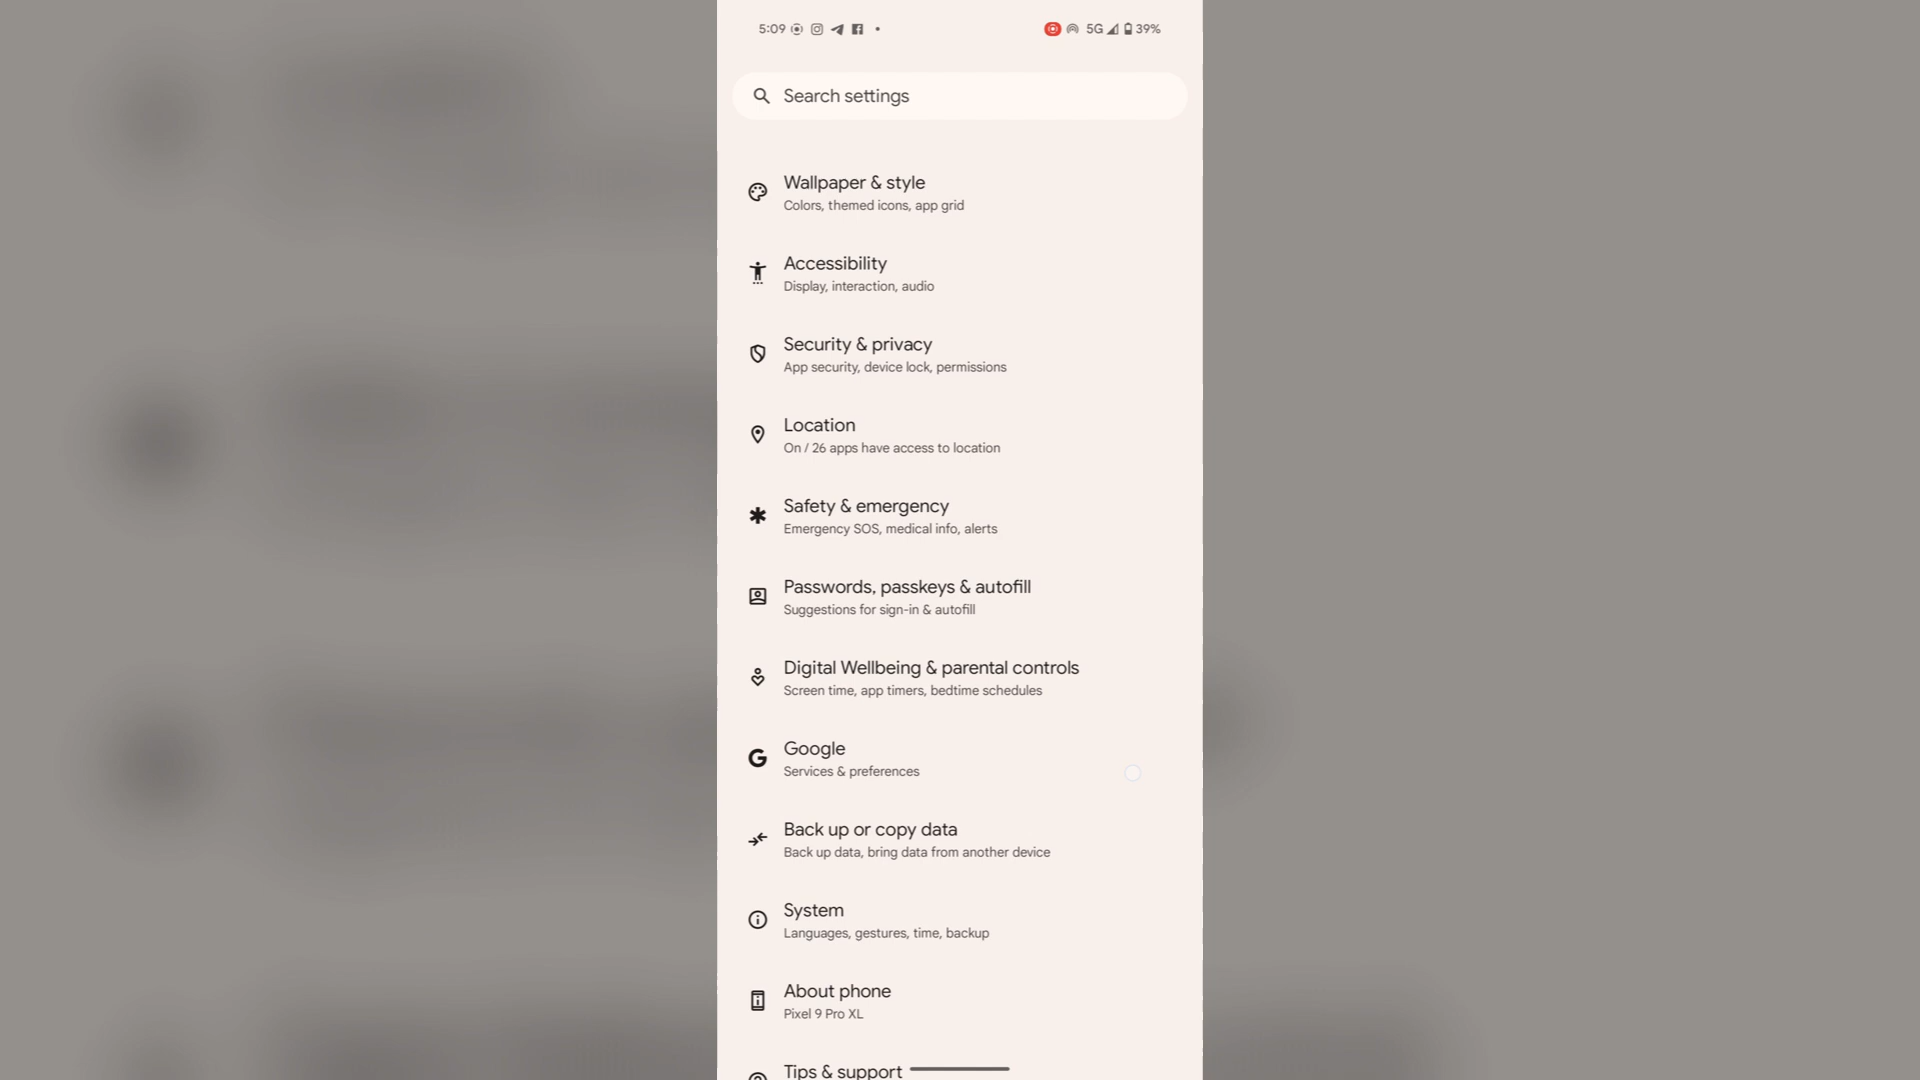 5:09 5G 39%
Search settings
Wallpaper & style
Colors, themed icons, app grid
Accessibility
Display, interaction, audio
Security & privacy
App security, device lock, permissions
Location
On / 26 apps have access to location
Safety & emergency
Emergency SOS, medical info, alerts
Passwords, passkeys & autofill
Suggestions for sign-in & autofill
Digital Wellbeing & parental controls
Screen time, app timers, bedtime schedules
Google
Services & preferences
Back up or copy data
Back up data, bring data from another device
System
Languages, gestures, time, backup
About phone
Pixel 9 Pro XL
Tips & support